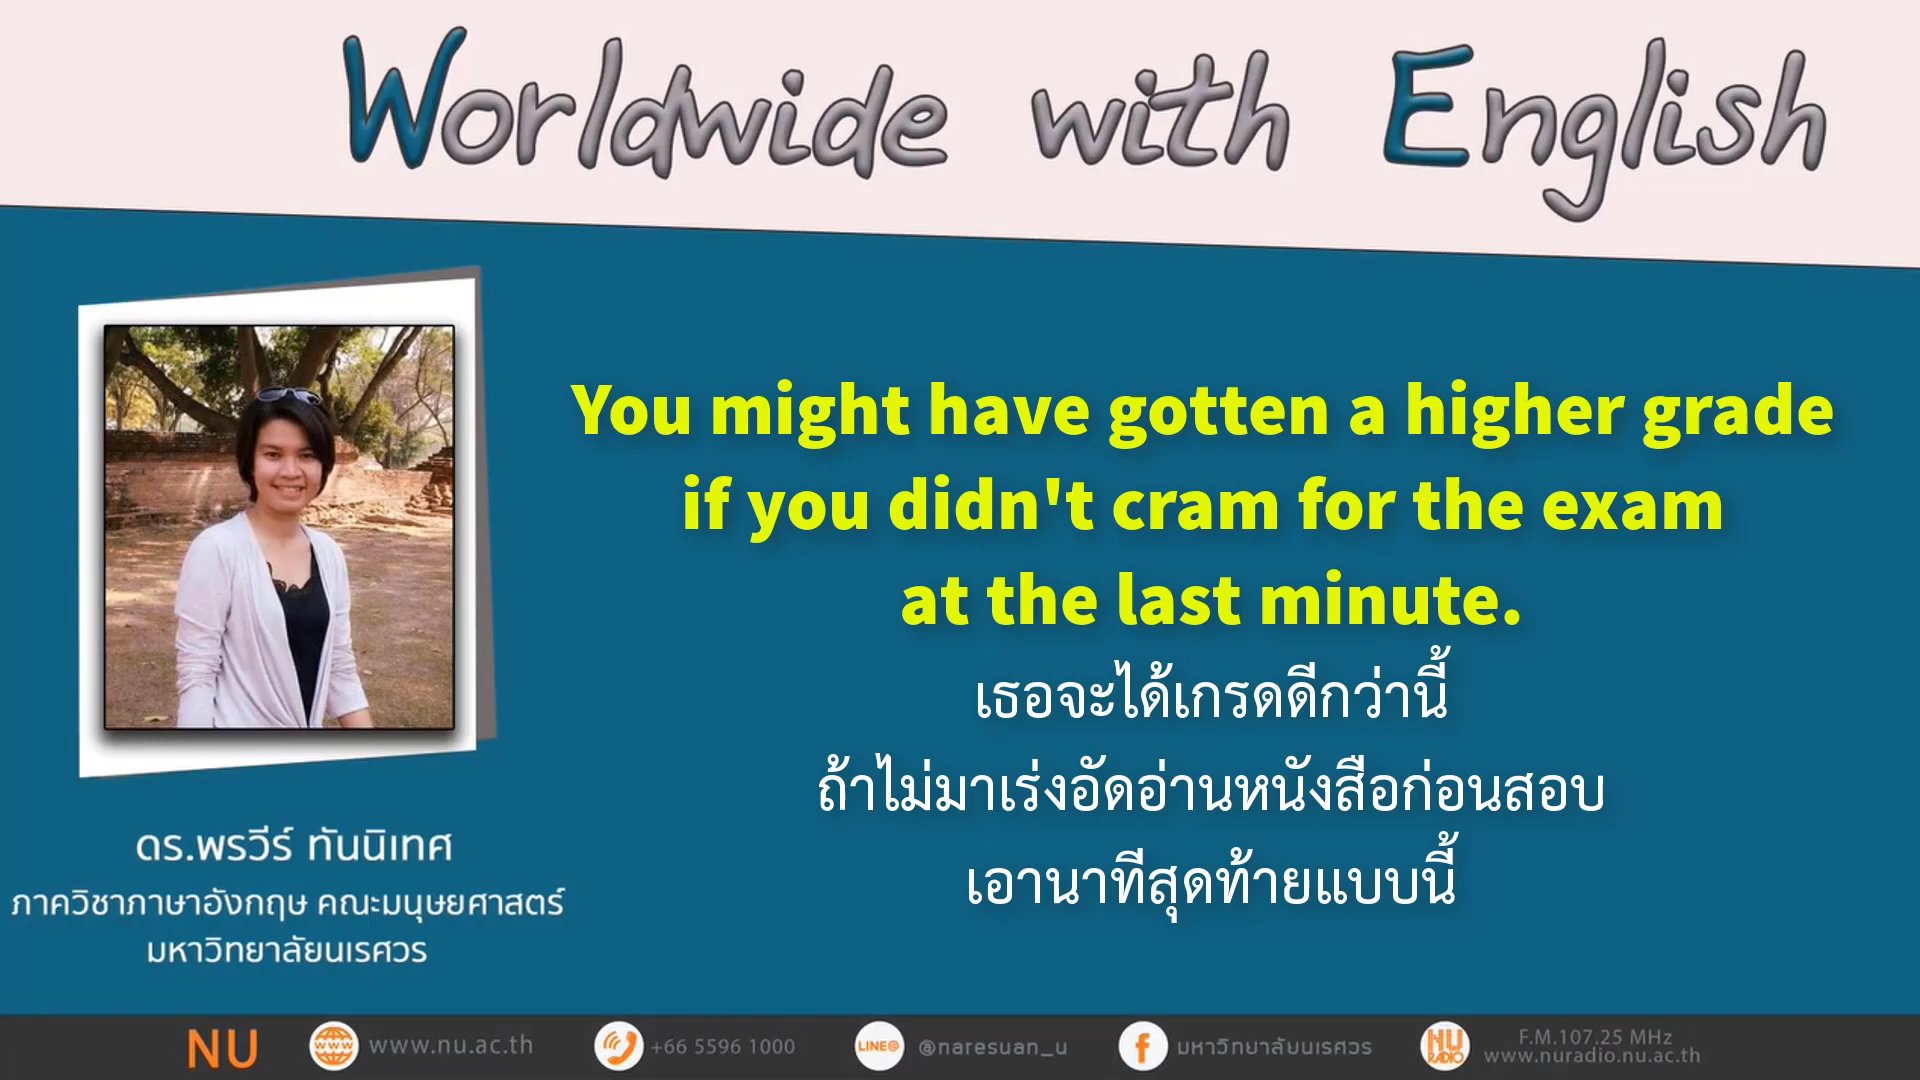 Worldwide with English
You might have gotten a higher grade
if you didn't cram for the exam
at the last minute.
เธอจะได้เกรดดีกว่านี้
ถ้าไม่มาเร่งอัดอ่านหนังสือก่อนสอบ
เอานาทีสุดท้ายแบบนี้
ดร.พรวีร์ ทันนิเทศ
ภาควิชาภาษาอังกฤษ คณะมนุษยศาสตร์
มหาวิทยาลัยนเรศวร
NU www www.nu.ac.th +66 5596 1000 LINE@ @naresuan_u f มหาวิทยาลัยนเรศวร NU RADIO F.M.107.25 MHz
www.nuradio.nu.ac.th